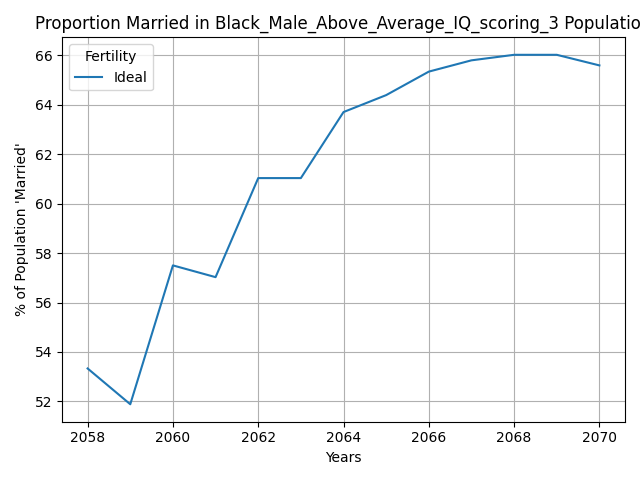 Proportion Married in Black_Male_Above_Average_IQ_scoring_3 Populatio
Fertility
Ideal
66
64
62
60
58
56
54
52
% of Population 'Married'
2058 2060 2062 2064 2066 2068 2070
Years